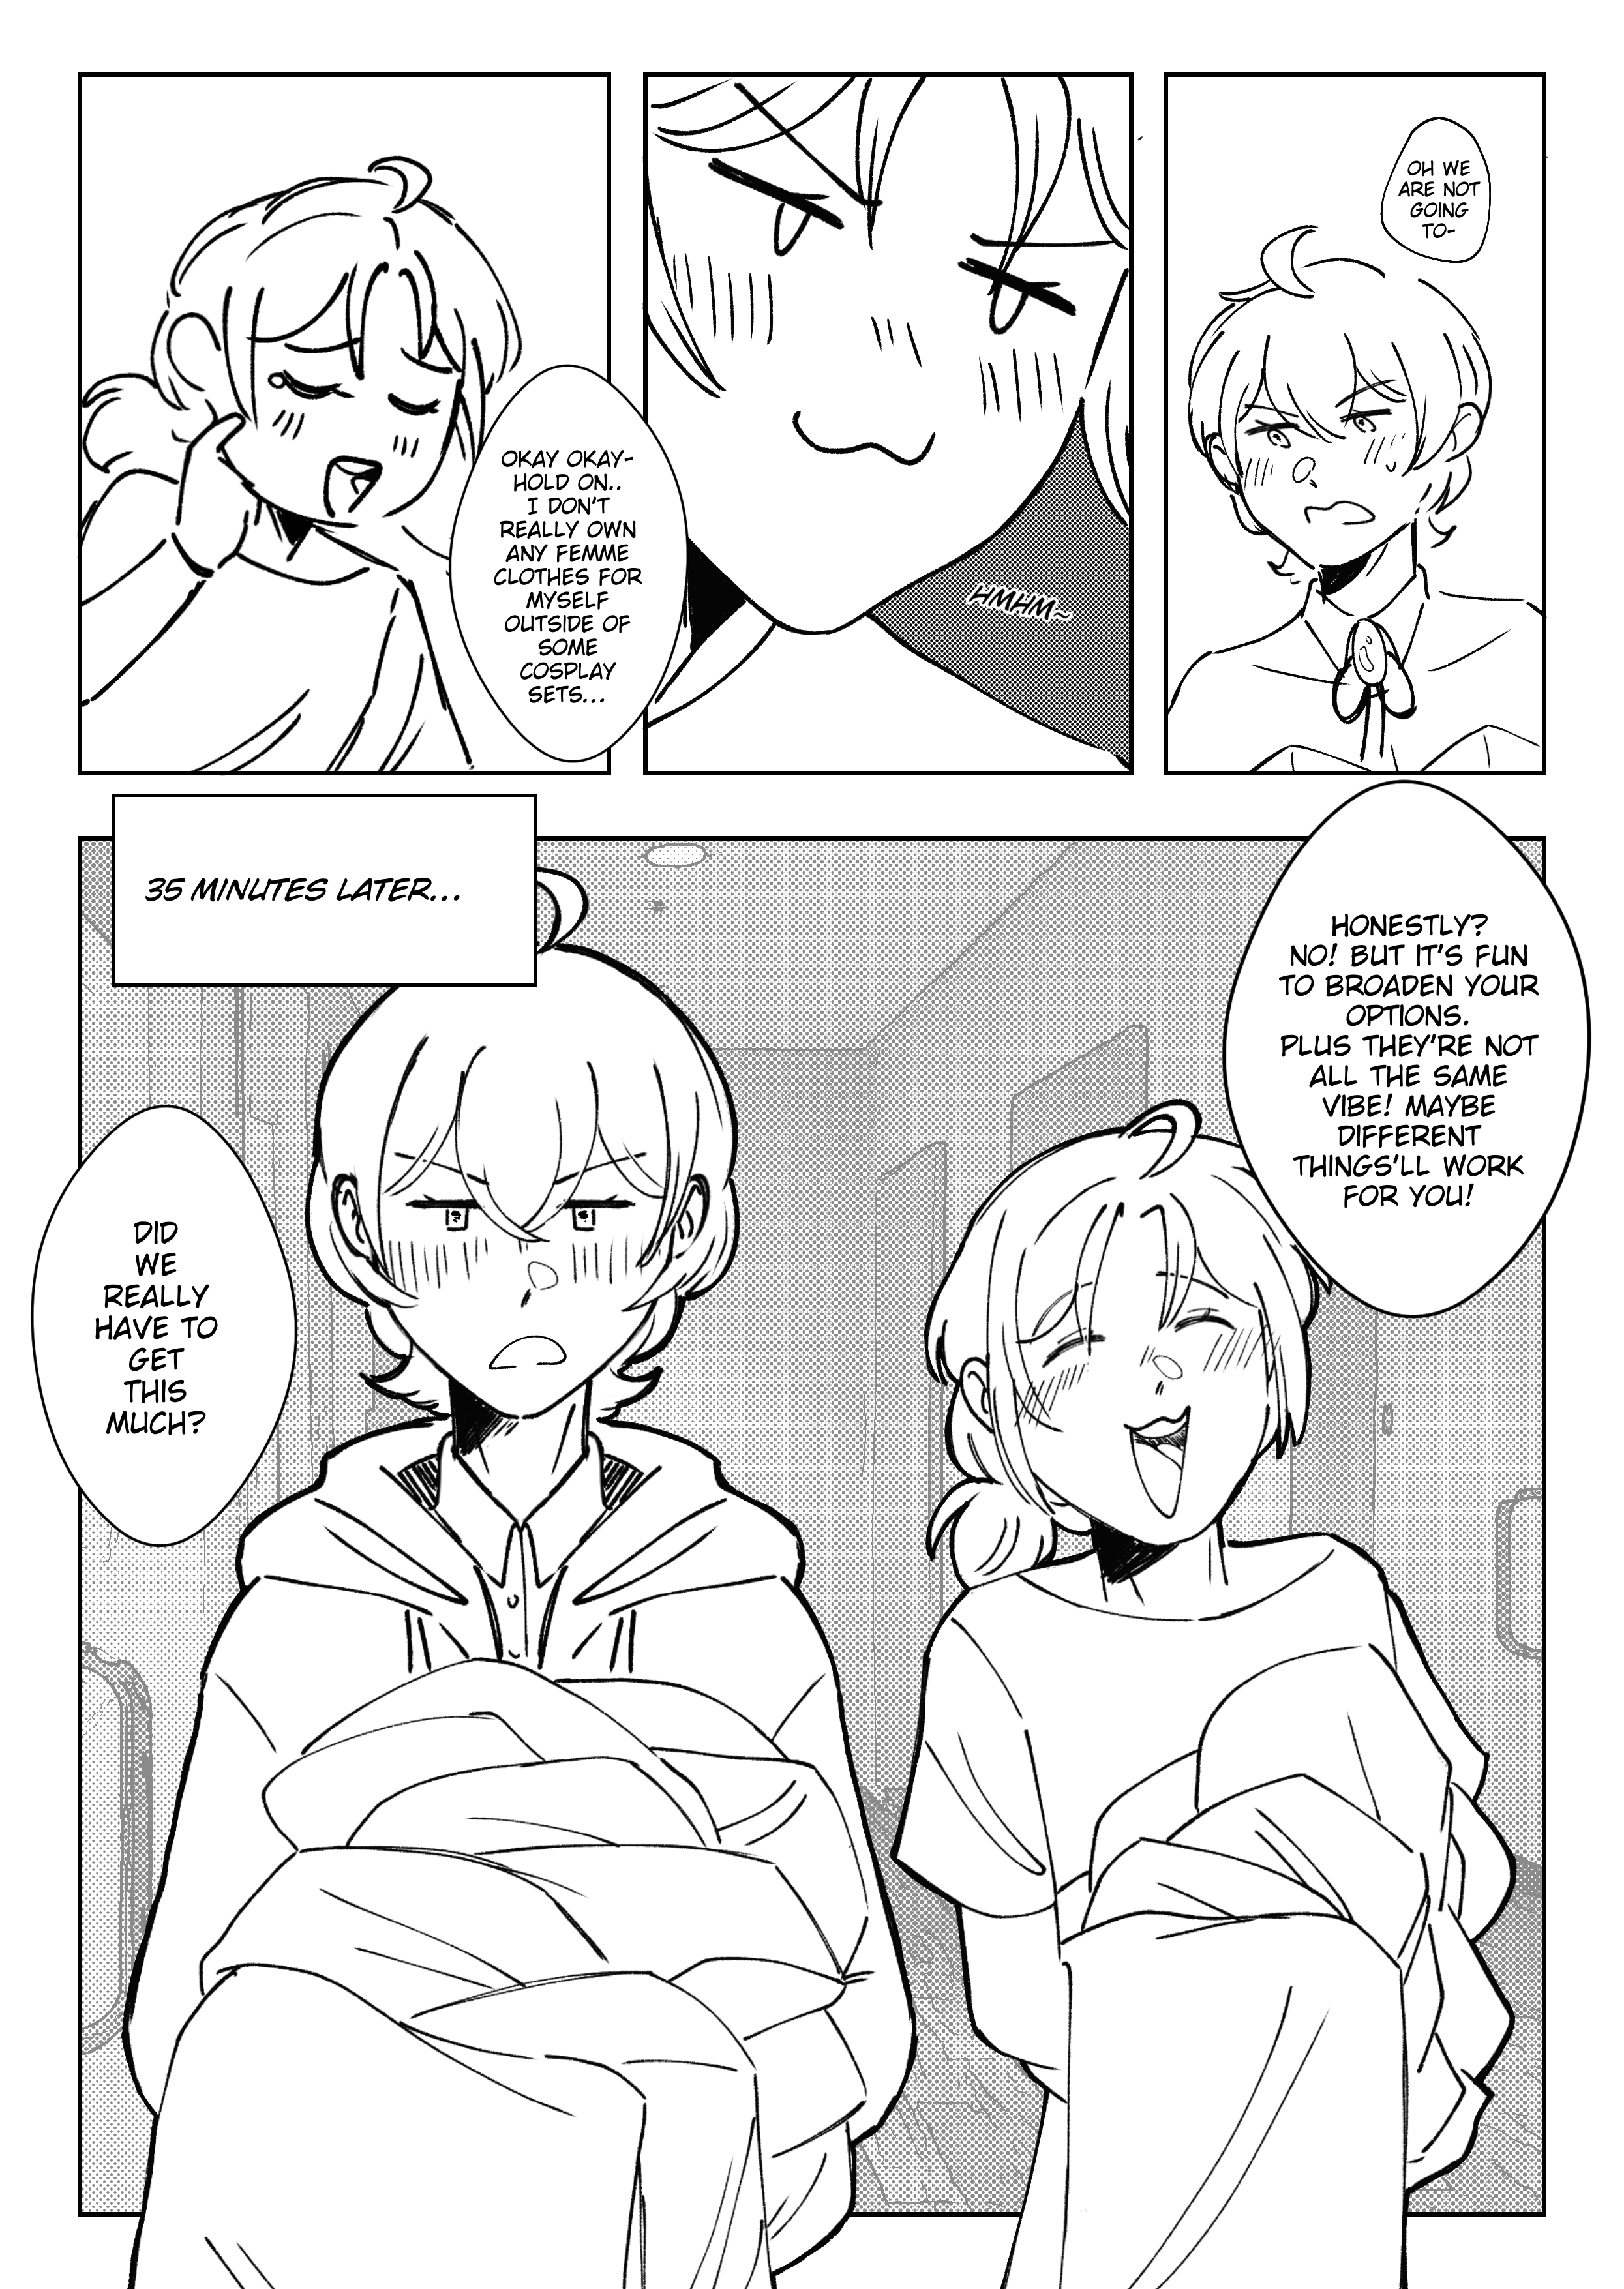 OKAY OKAY-
HOLD ON..
I DON'T
REALLY OWN
ANY FEMME
CLOTHES FOR
MYSELF
OUTSIDE OF
SOME
COSPLAY
SETS...
HMHM~
OH WE
ARE NOT
GOING
TO-
35 MINUTES LATER...
DID
WE
REALLY
HAVE TO
GET
THIS
MUCH?
HONESTLY?
NO! BUT IT'S FUN
TO BROADEN YOUR
OPTIONS.
PLUS THEY'RE NOT
ALL THE SAME
VIBE! MAYBE
DIFFERENT
THINGS'LL WORK
FOR YOU!